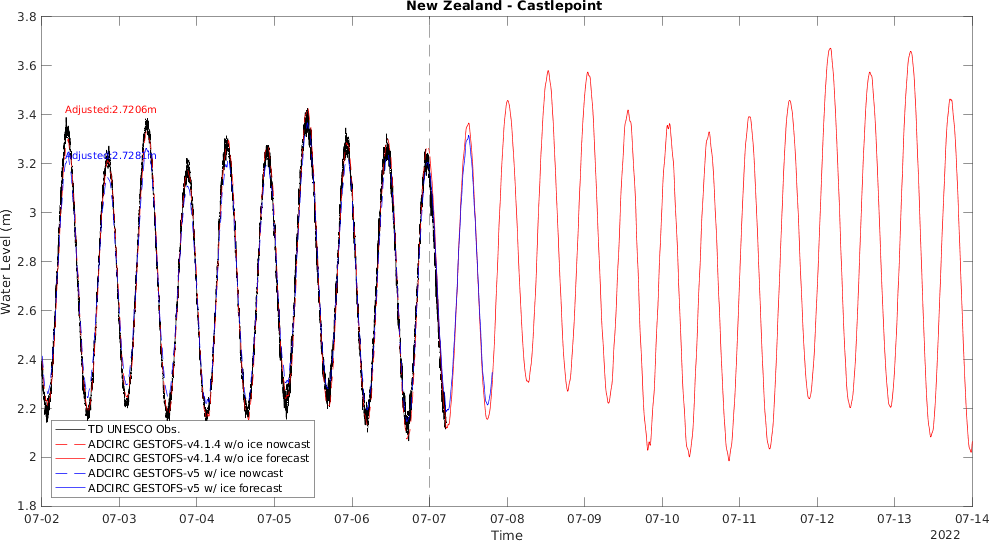 New Zealand - Castlepoint
3.8
3.6
3.4
3.2
3
2.8
2.6
2.4
2.2
2
1.8
Water Level (m)
Adjusted:2.7206m
Adjusted:2.7281m
TD UNESCO Obs.
ADCIRC GESTOFS-v4.1.4 w/o ice nowcast
ADCIRC GESTOFS-v4.1.4 w/o ice forecast
ADCIRC GESTOFS-v5 w/ ice nowcast
ADCIRC GESTOFS-v5 w/ ice forecast
07-02 07-03 07-04 07-05 07-06 07-07 07-08 07-09 07-10 07-11 07-12 07-13 07-14
Time
2022